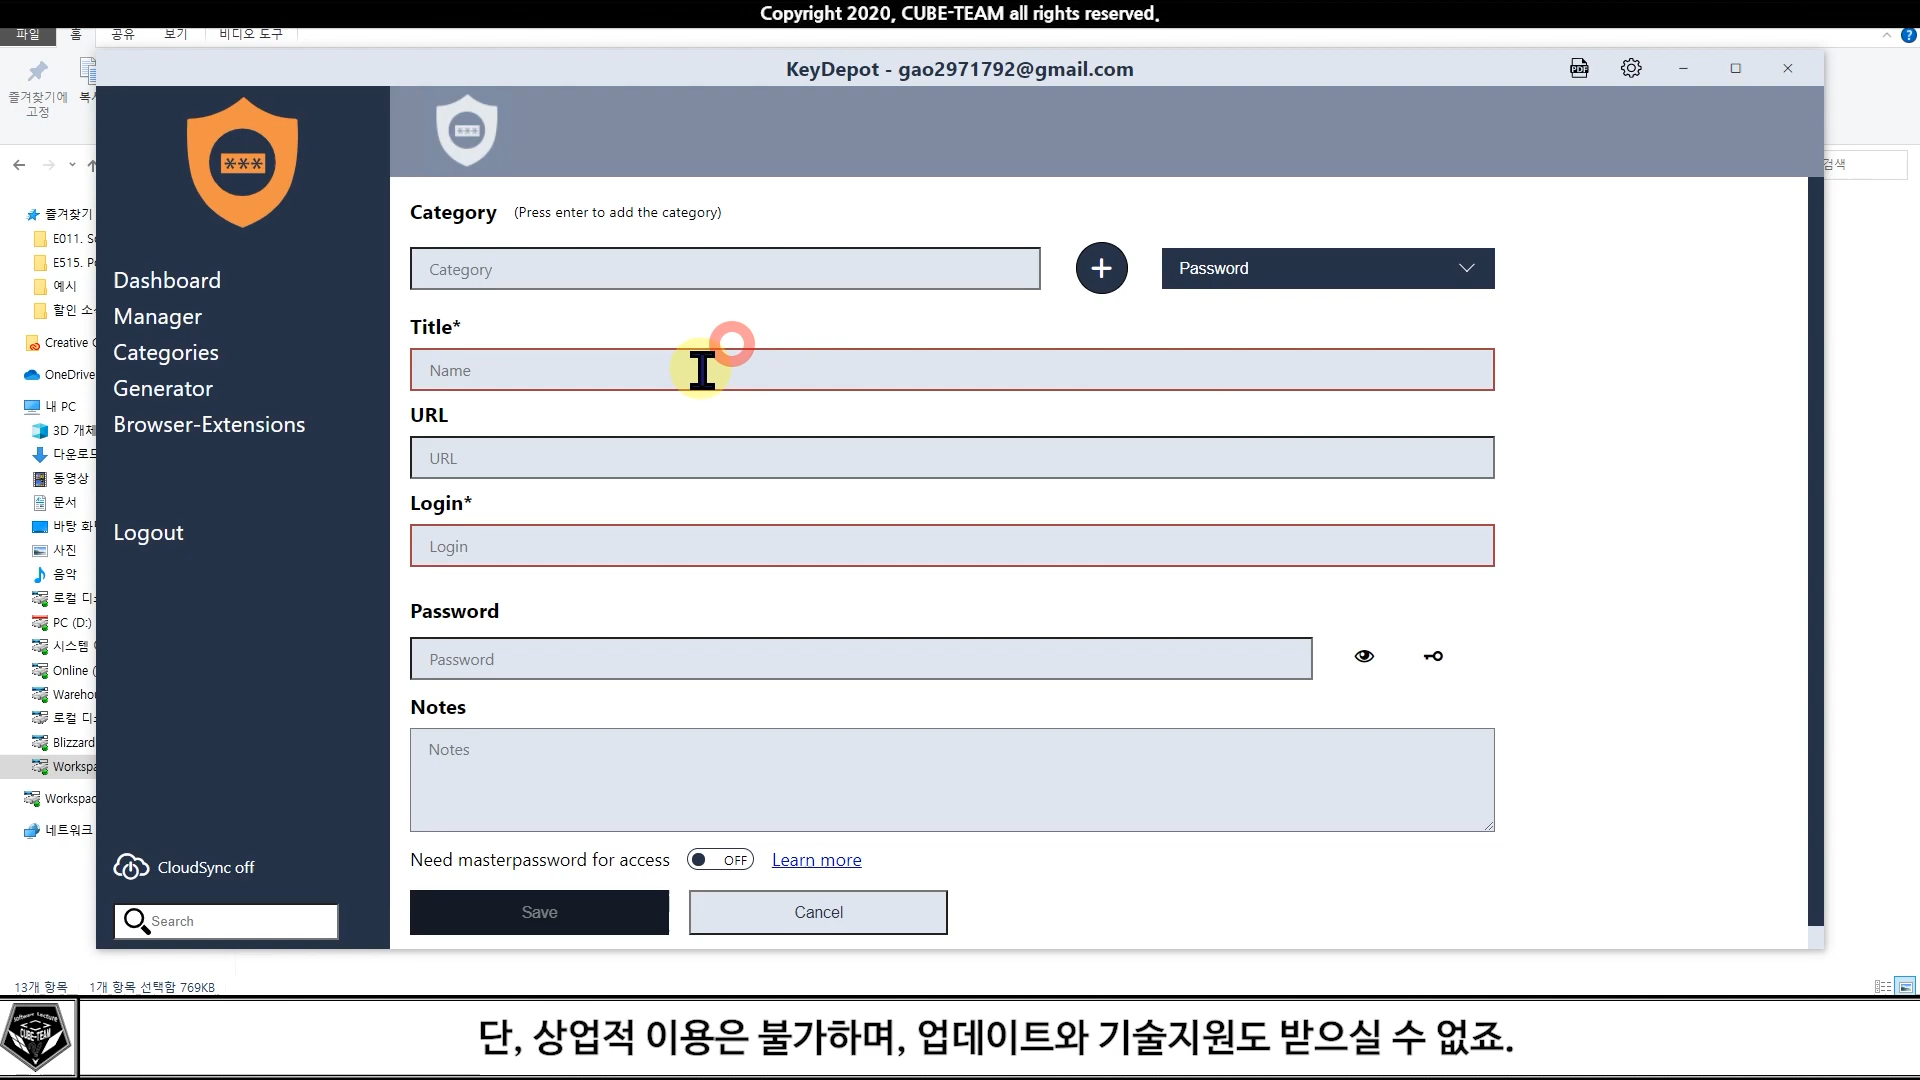 Copyright 2020, CUBE-TEAM all rights reserved.
파일 홈 공유 보기 비디오 도구
KeyDepot - gao2971792@gmail.com
PDF
즐겨찾기에
고정
검색
***
***
즐겨찾기
E011.
E515.
예시
할인
Creative
OneDrive
내 PC
3D 개체
다운로드
동영상
문서
바탕
사진
음악
로컬
PC (D:)
시스템
Online
로컬
Blizzard
네트워크
Dashboard
Manager
Categories
Generator
Browser-Extensions
Logout
CloudSync off
Search
Category (Press enter to add the category)
Category
Password
Title*
Name
URL
URL
Login*
Login
Password
Password
Notes
Notes
Need masterpassword for access OFF Learn more
Save Cancel
13개 항목 1개 항목 선택함 769KB
Software Lecture
CUBE-TEAM
단, 상업적 이용은 불가하며, 업데이트와 기술지원도 받으실 수 없죠.